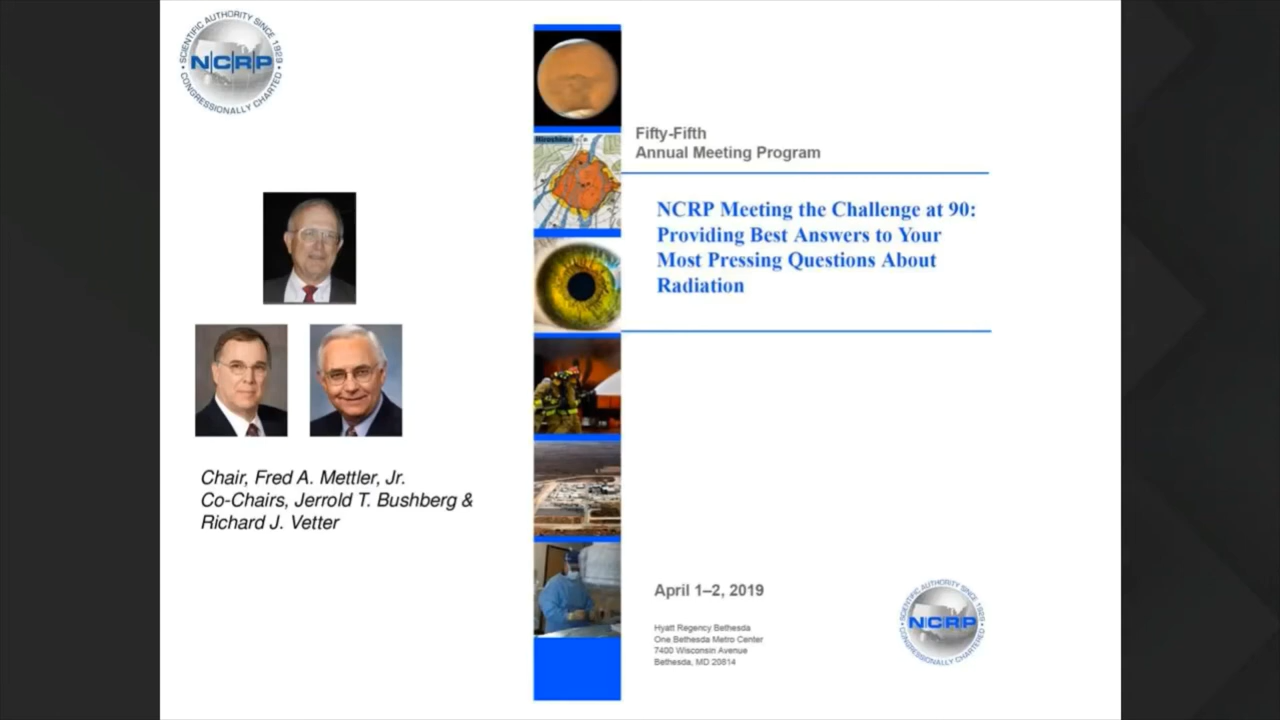 SCIENTIFIC AUTHORITY SINCE 1929
NCRP
CONGRESSIONALLY CHARTERED
Chair, Fred A. Mettler, Jr.
Co-Chairs, Jerrold T. Bushberg &
Richard J. Vetter
Hiroshima
Fifty-Fifth
Annual Meeting Program
NCRP Meeting the Challenge at 90:
Providing Best Answers to Your
Most Pressing Questions About
Radiation
April 1–2, 2019
Hyatt Regency Bethesda
One Bethesda Metro Center
7400 Wisconsin Avenue
Bethesda, MD 20814
SCIENTIFIC AUTHORITY SINCE 1929
NCRP
CONGRESSIONALLY CHARTERED